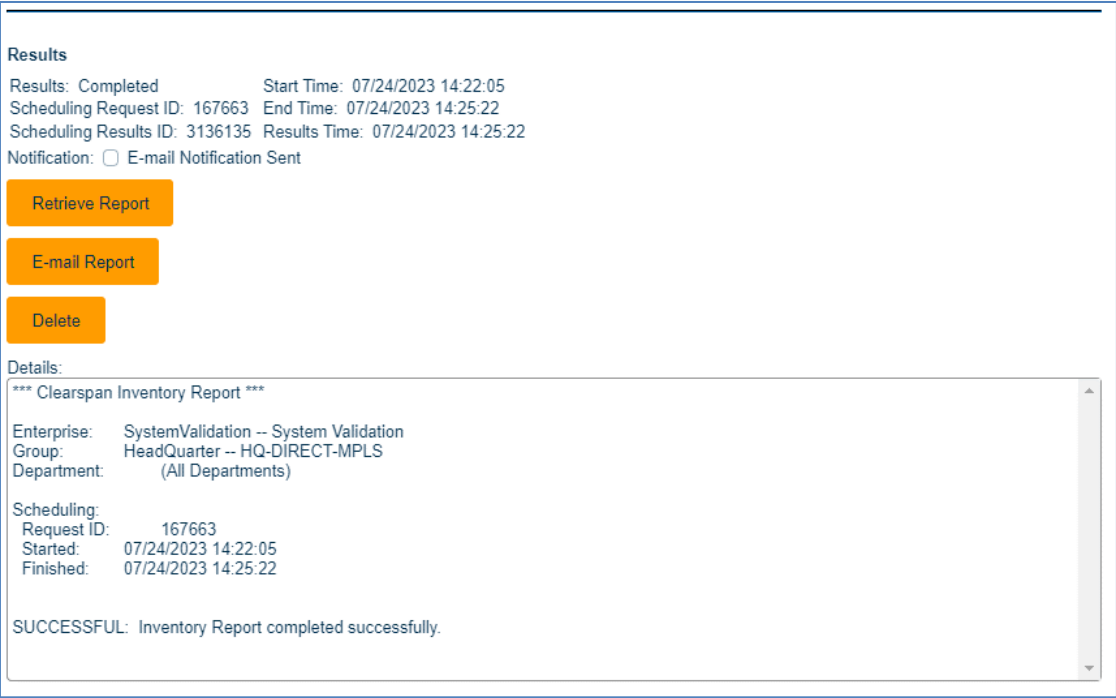 Results
Results: Completed Start Time: 07/24/2023 14:22:05
Scheduling Request ID: 167663 End Time: 07/24/2023 14:25:22
Scheduling Results ID: 3136135 Results Time: 07/24/2023 14:25:22
Notification: E-mail Notification Sent
Retrieve Report
E-mail Report
Delete
Details:
*** Clearspan Inventory Report ***
Enterprise: SystemValidation -- System Validation
Group: HeadQuarter -- HQ-DIRECT-MPLS
Department: (All Departments)
Scheduling:
Request ID: 167663
Started: 07/24/2023 14:22:05
Finished: 07/24/2023 14:25:22
SUCCESSFUL: Inventory Report completed successfully.